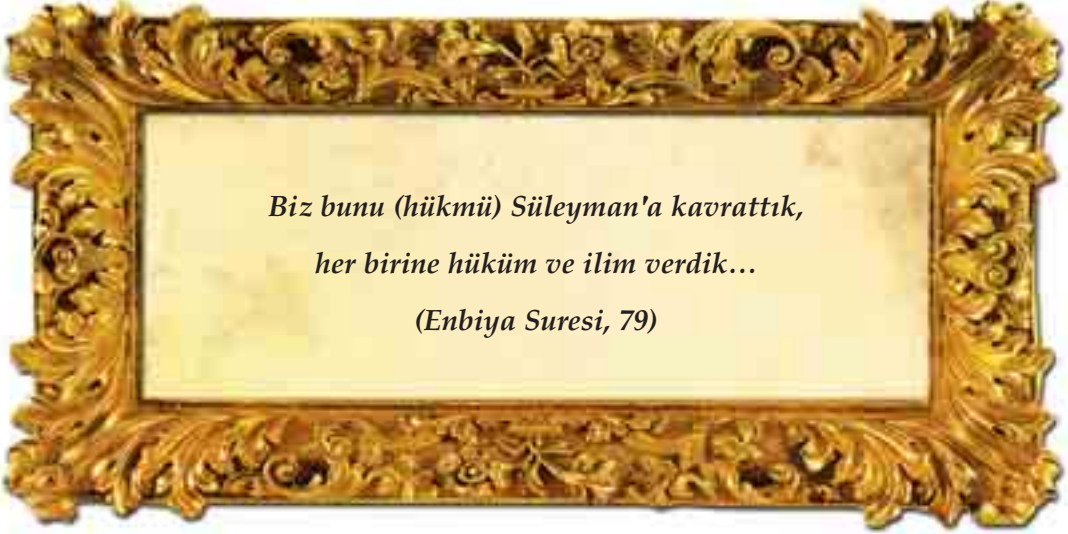 Biz bunu (hükmü) Süleyman'a kavrattık,
her birine hüküm ve ilim verdik...
(Enbiya Suresi, 79)